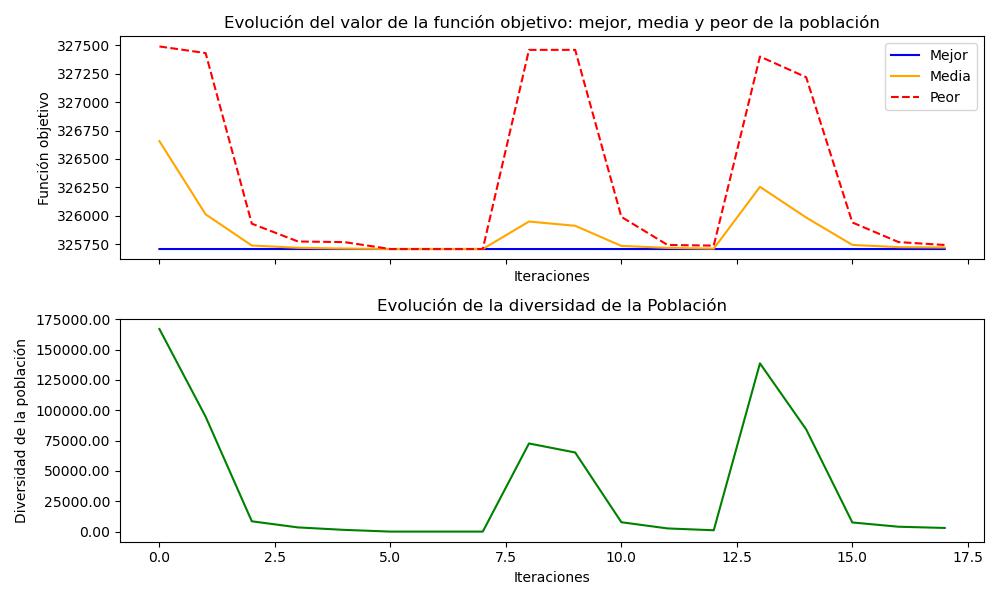 Evolución del valor de la función objetivo: mejor, media y peor de la población
Función objetivo
327500
327250
327000
326750
326500
326250
326000
325750
Mejor
Media
Peor
Iteraciones
Evolución de la diversidad de la Población
Diversidad de la población
175000.00
150000.00
125000.00
100000.00
75000.00
50000.00
25000.00
0.00
0.0 2.5 5.0 7.5 10.0 12.5 15.0 17.5
Iteraciones